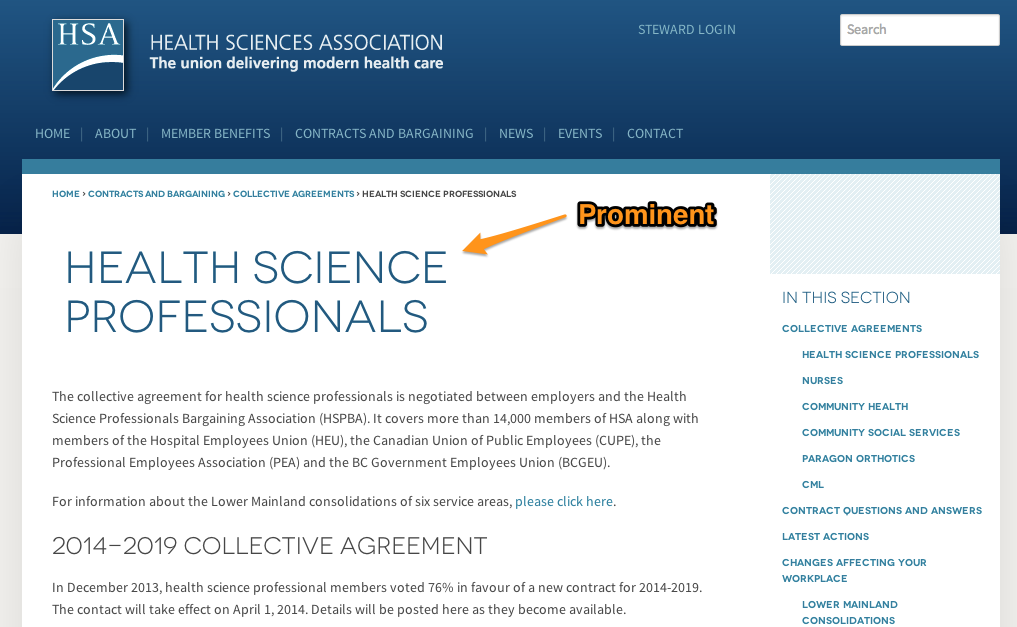 HSA
HEALTH SCIENCES ASSOCIATION
The union delivering modern health care
STEWARD LOGIN
Search
HOME | ABOUT | MEMBER BENEFITS | CONTRACTS AND BARGAINING | NEWS | EVENTS | CONTACT
HOME › CONTRACTS AND BARGAINING › COLLECTIVE AGREEMENTS › HEALTH SCIENCE PROFESSIONALS
Prominent
HEALTH SCIENCE
PROFESSIONALS
The collective agreement for health science professionals is negotiated between employers and the Health
Science Professionals Bargaining Association (HSPBA). It covers more than 14,000 members of HSA along with
members of the Hospital Employees Union (HEU), the Canadian Union of Public Employees (CUPE), the
Professional Employees Association (PEA) and the BC Government Employees Union (BCGEU).
For information about the Lower Mainland consolidations of six service areas, please click here.
2014–2019 COLLECTIVE AGREEMENT
In December 2013, health science professional members voted 76% in favour of a new contract for 2014-2019.
The contact will take effect on April 1, 2014. Details will be posted here as they become available.
IN THIS SECTION
COLLECTIVE AGREEMENTS
HEALTH SCIENCE PROFESSIONALS
NURSES
COMMUNITY HEALTH
COMMUNITY SOCIAL SERVICES
PARAGON ORTHOTICS
CML
CONTRACT QUESTIONS AND ANSWERS
LATEST ACTIONS
CHANGES AFFECTING YOUR
WORKPLACE
LOWER MAINLAND
CONSOLIDATIONS